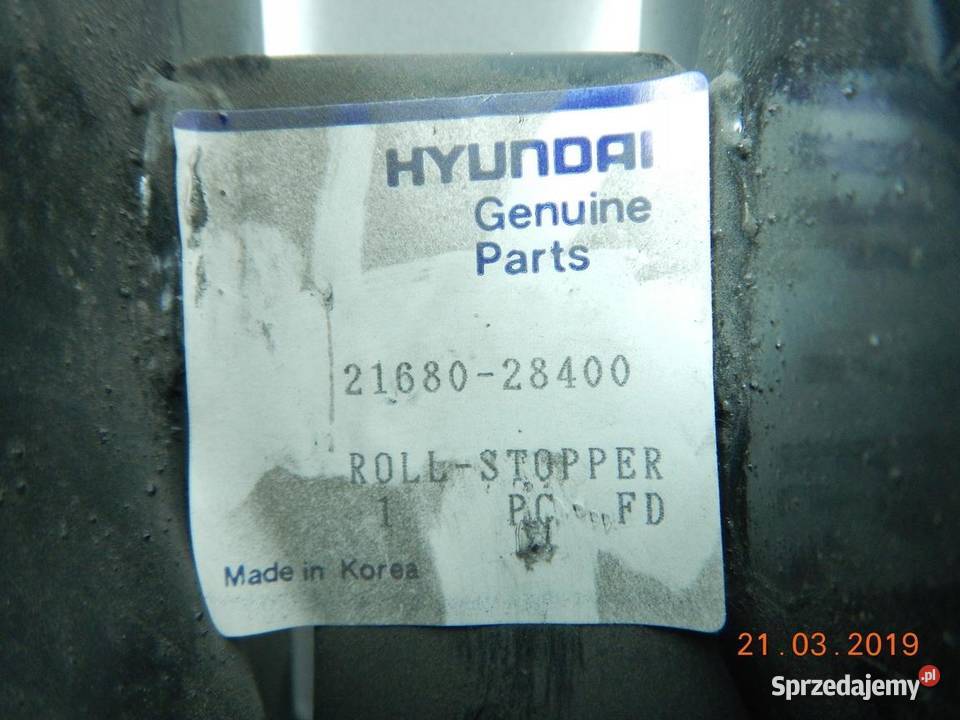 HYUNDAI
Genuine
Parts
21680-28400
ROLL-STOPPER
1 PC FD
Made in Korea
21.03.2019
Sprzedajemy.pl